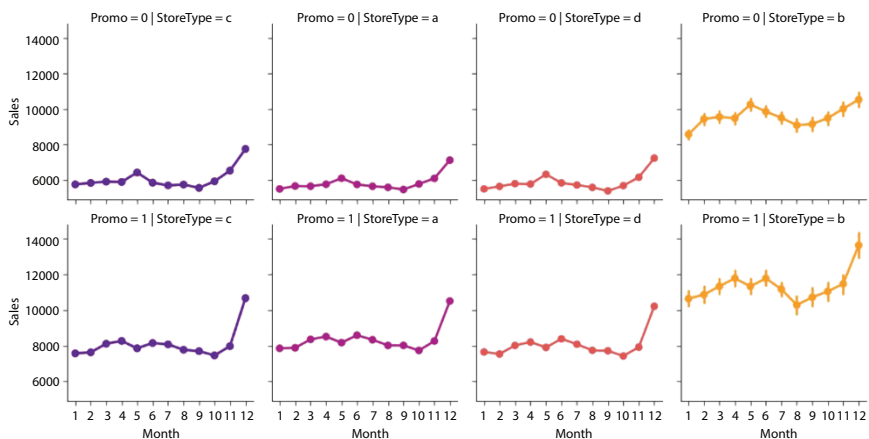 Promo = 0 | StoreType = c
Promo = 0 | StoreType = a
Promo = 0 | StoreType = d
Promo = 0 | StoreType = b
14000
12000
10000
8000
6000
Sales
Promo = 1 | StoreType = c
Promo = 1 | StoreType = a
Promo = 1 | StoreType = d
Promo = 1 | StoreType = b
14000
12000
10000
8000
6000
Sales
1 2 3 4 5 6 7 8 9 10 11 12
1 2 3 4 5 6 7 8 9 10 11 12
1 2 3 4 5 6 7 8 9 10 11 12
1 2 3 4 5 6 7 8 9 10 11 12
Month
Month
Month
Month